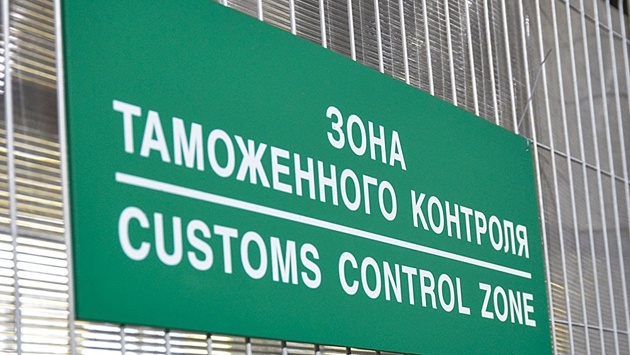 ЗОНА
ТАМОЖЕННОГО КОНТРОЛЯ
CUSTOMS CONTROL ZONE